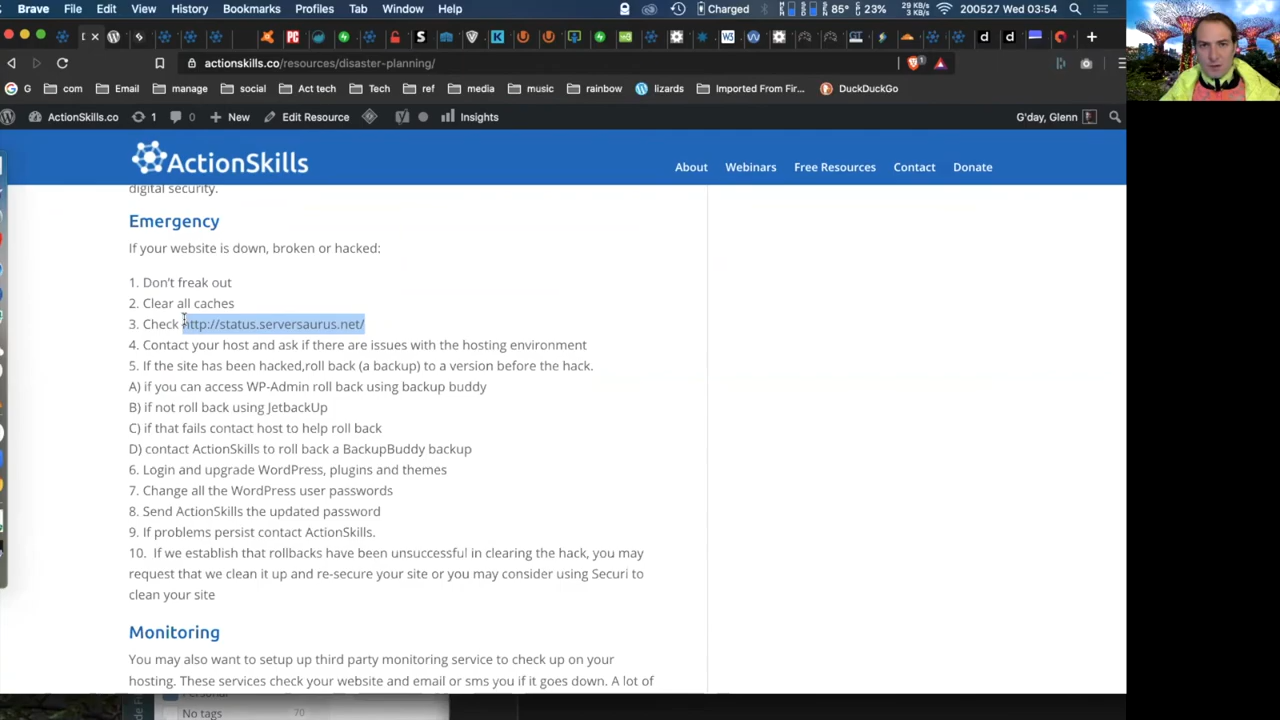 Brave File Edit View History Bookmarks Profiles Tab Window Help Charged 85° 23% 29 KB/s 3 KB/s 200527 Wed 03:54
actionskills.co/resources/disaster-planning/
G com Email manage social Act tech Tech ref media music rainbow lizards Imported From Fir... DuckDuckGo
ActionSkills.co 1 0 New Edit Resource Insights G'day, Glenn
ActionSkills About Webinars Free Resources Contact Donate
digital security.
Emergency
If your website is down, broken or hacked:
1. Don't freak out
2. Clear all caches
3. Check http://status.serversaurus.net/
4. Contact your host and ask if there are issues with the hosting environment
5. If the site has been hacked,roll back (a backup) to a version before the hack.
A) if you can access WP-Admin roll back using backup buddy
B) if not roll back using JetbackUp
C) if that fails contact host to help roll back
D) contact ActionSkills to roll back a BackupBuddy backup
6. Login and upgrade WordPress, plugins and themes
7. Change all the WordPress user passwords
8. Send ActionSkills the updated password
9. If problems persist contact ActionSkills.
10. If we establish that rollbacks have been unsuccessful in clearing the hack, you may
request that we clean it up and re-secure your site or you may consider using Securi to
clean your site
Monitoring
You may also want to setup up third party monitoring service to check up on your
hosting. These services check your website and email or sms you if it goes down. A lot of
No tags 70